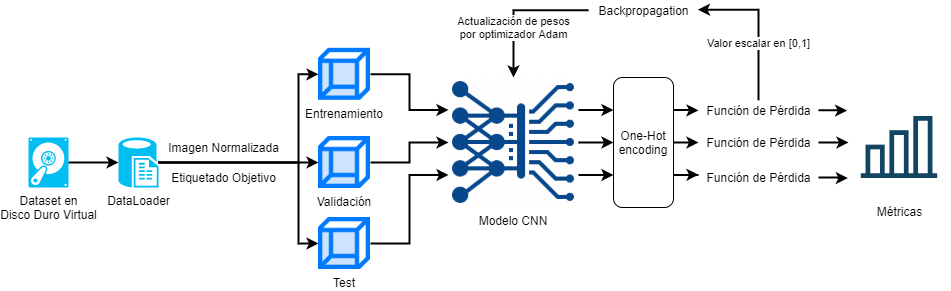 Dataset en
Disco Duro Virtual
DataLoader
Imagen Normalizada
Etiquetado Objetivo
Entrenamiento
Validación
Test
Actualización de pesos
por optimizador Adam
Backpropagation
Valor escalar en [0,1]
Modelo CNN
One-Hot
encoding
Función de Pérdida
Función de Pérdida
Función de Pérdida
Métricas